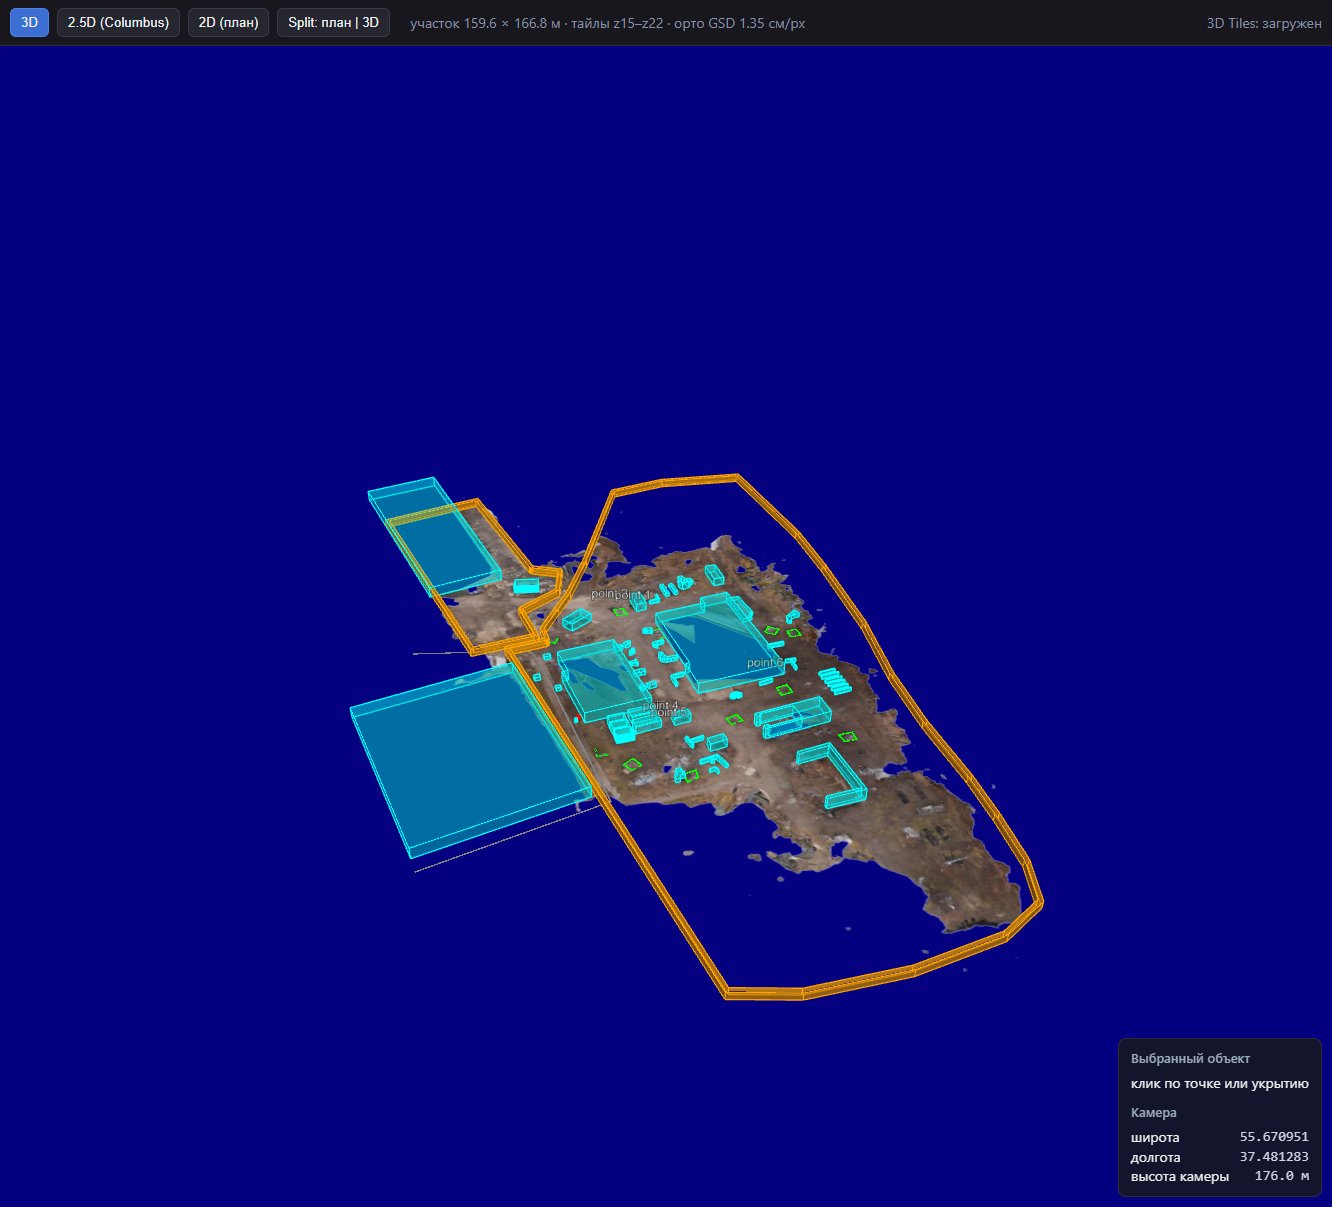 3D 2.5D (Columbus) 2D (план) Split: план | 3D участок 159.6 × 166.8 м · тайлы z15–z22 · орто GSD 1.35 см/px 3D Tiles: загружен
point 1
point 6
point 4
Выбранный объект
клик по точке или укрытию
Камера
широта 55.670951
долгота 37.481283
высота камеры 176.0 м